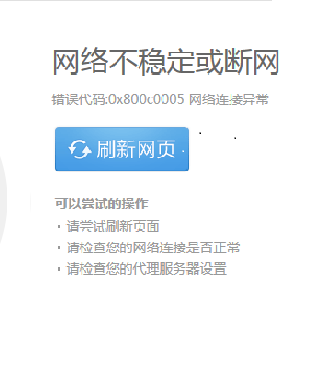 网络不稳定或断网
错误代码:0x800c0005 网络连接异常
刷新网页
可以尝试的操作
· 请尝试刷新页面
· 请检查您的网络连接是否正常
· 请检查您的代理服务器设置